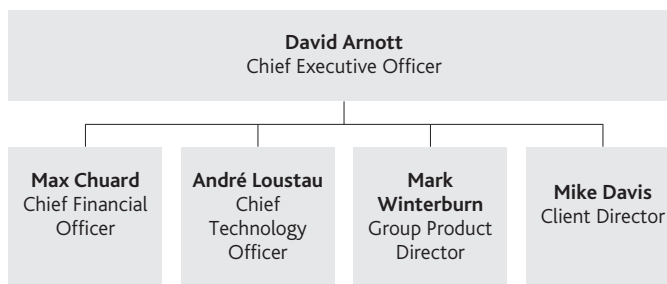 David Arnott
Chief Executive Officer
Max Chuard
Chief Financial
Officer
André Loustau
Chief
Technology
Officer
Mark
Winterburn
Group Product
Director
Mike Davis
Client Director